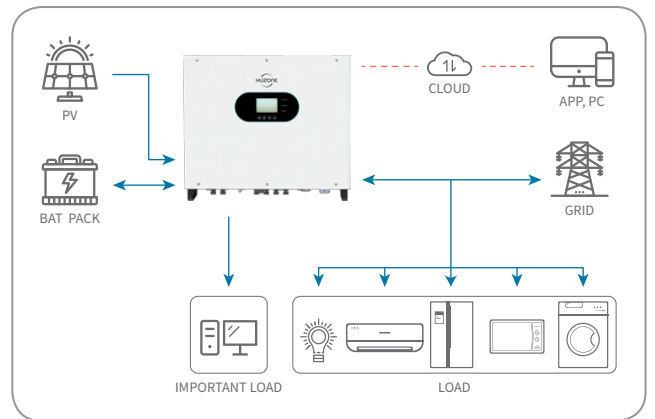 HUZONE
CLOUD
APP, PC
PV
BAT PACK
GRID
IMPORTANT LOAD
LOAD